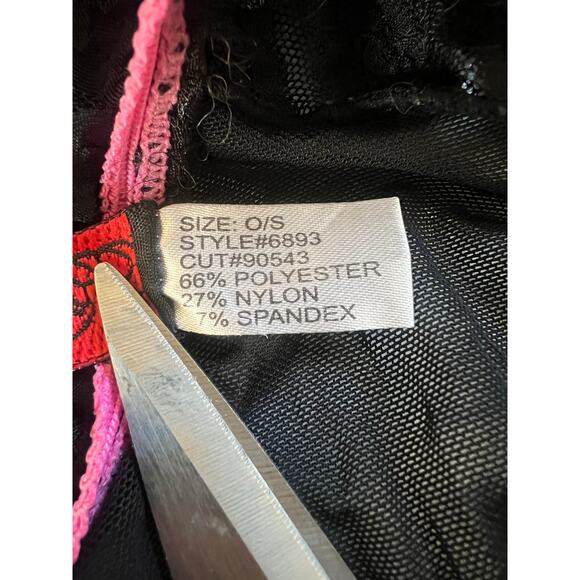 SIZE: O/S
STYLE#6893
CUT#90543
66% POLYESTER
27% NYLON
7% SPANDEX